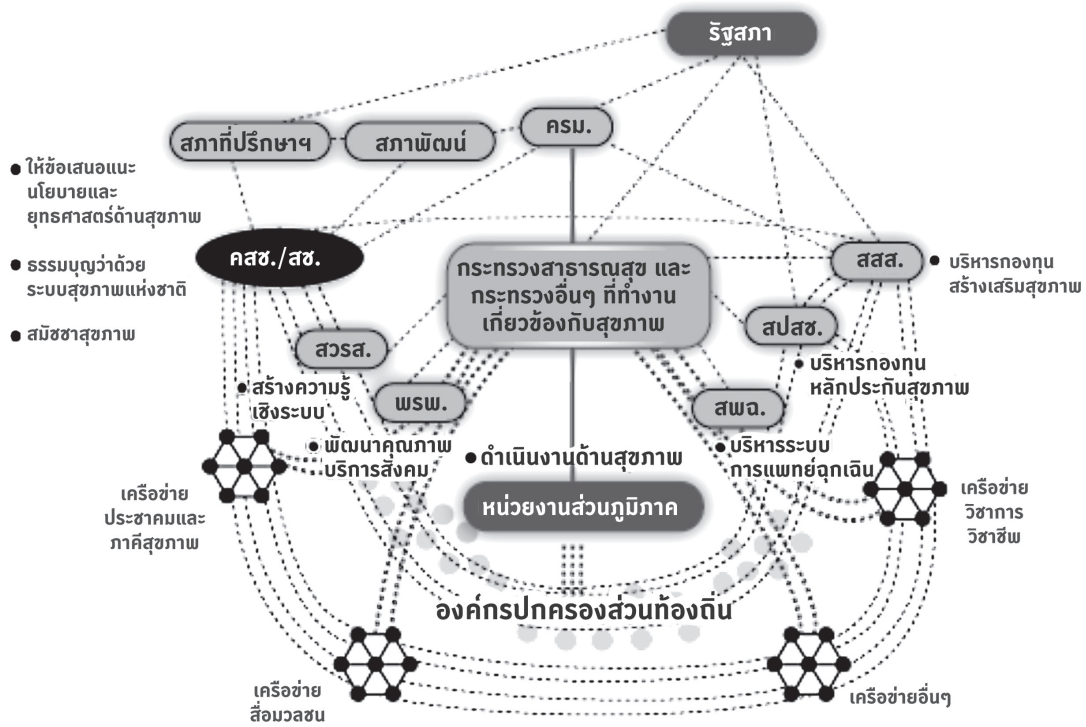 รัฐสภา
สภาที่ปรึกษาฯ
สภาพัฒน์
ครม.
● ให้ข้อเสนอแนะ
นโยบายและ
ยุทธศาสตร์ด้านสุขภาพ
● ธรรมนูญว่าด้วย
ระบบสุขภาพแห่งชาติ
● สมัชชาสุขภาพ
คสช./สช.
กระทรวงสาธารณสุข และ
กระทรวงอื่นๆ ที่ทำงาน
เกี่ยวข้องกับสุขภาพ
สสส.
● บริหารกองทุน
สร้างเสริมสุขภาพ
สปสช.
● บริหารกองทุน
หลักประกันสุขภาพ
สวรส.
● สร้างความรู้
เชิงระบบ
พรพ.
● พัฒนาคุณภาพ
บริการสังคม
สพฉ.
● บริหารระบบ
การแพทย์ฉุกเฉิน
● ดำเนินงานด้านสุขภาพ
หน่วยงานส่วนภูมิภาค
องค์กรปกครองส่วนท้องถิ่น
เครือข่าย
ประชาคมและ
ภาคีสุขภาพ
เครือข่าย
วิชาการ
วิชาชีพ
เครือข่าย
สื่อมวลชน
เครือข่ายอื่นๆ